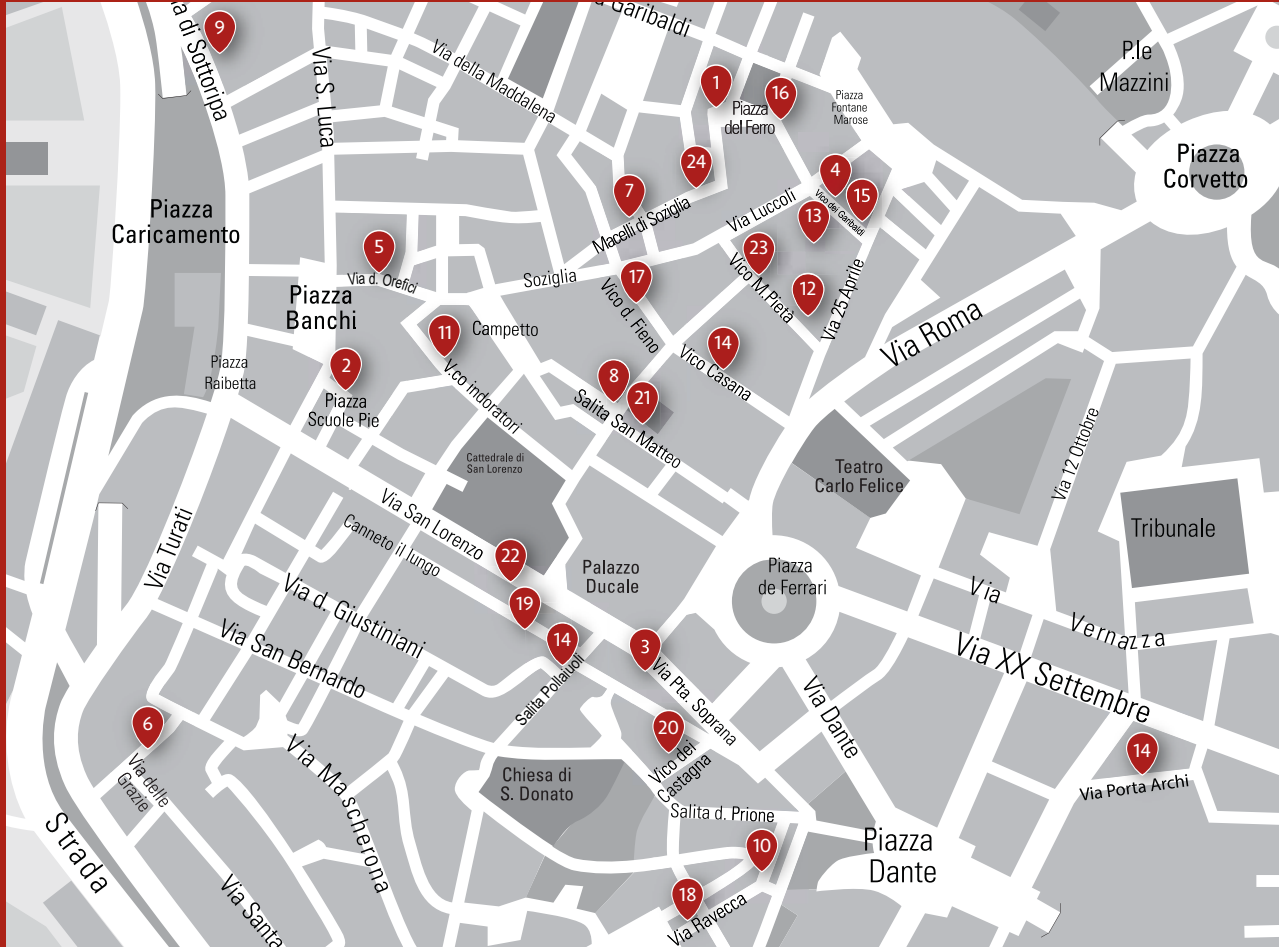 9
a di Sottoripa
Via S. Luca
Via della Maddalena
a Garibaldi
1
16
Piazza
del Ferro
Piazza
Fontane
Marose
P.le
Mazzini
Piazza
Corvetto
24
7
Macelli di Soziglia
4
15
Vico dei Garibaldi
13
Via Luccoli
23
Vico M.Pietà
12
Via 25 Aprile
Piazza
Caricamento
5
Via d. Orefici
Soziglia
17
Vico d. Fieno
Piazza
Banchi
11
Campetto
V.co indoratori
14
Vico Casana
Via Roma
Piazza
Raibetta
2
Piazza
Scuole Pie
8
21
Salita San Matteo
Cattedrale di
San Lorenzo
Teatro
Carlo Felice
Via 12 Ottobre
Tribunale
Via San Lorenzo
Canneto il lungo
22
19
14
Salita Pollaiuoli
Palazzo
Ducale
Piazza
de Ferrari
Via Turati
Via d. Giustiniani
Via San Bernardo
3
Via Pta. Soprana
Via
Vernazza
Via XX Settembre
Via Dante
6
Via delle
Grazie
Via Mascherona
20
Vico dei
Castagna
Chiesa di
S. Donato
Salita d. Prione
14
Via Porta Archi
10
Piazza
Dante
18
Via Ravecca
Strada
Via Santa